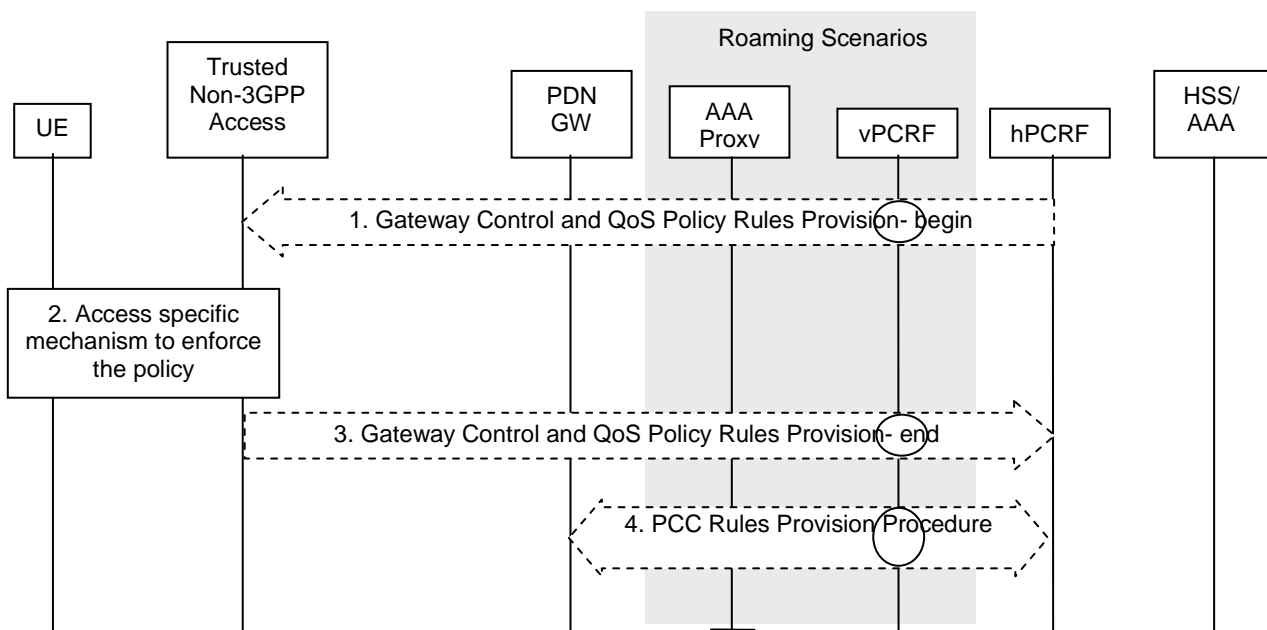 Roaming Scenarios
UE
Trusted
Non-3GPP
Access
PDN
GW
AAA
Proxv
vPCRF
hPCRF
HSS/
AAA
1. Gateway Control and QoS Policy Rules Provision- begin
2. Access specific
mechanism to enforce
the policy
3. Gateway Control and QoS Policy Rules Provision- end
4. PCC Rules Provision Procedure